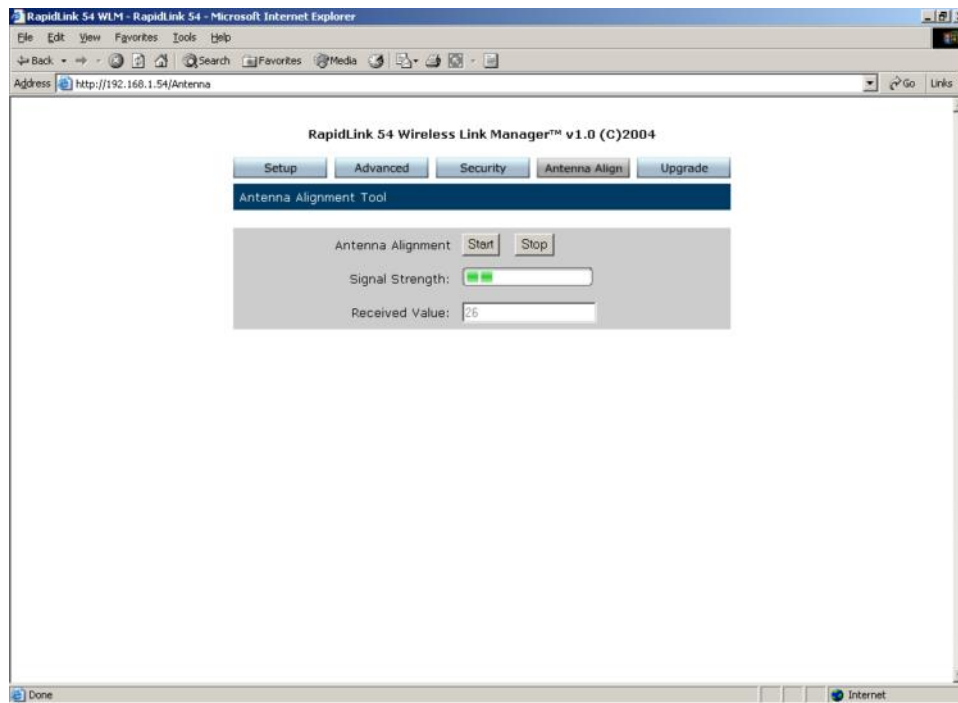 RapidLink 54 WLM - RapidLink 54 - Microsoft Internet Explorer
File Edit View Favorites Tools Help
Back Search Favorites Media
Address http://192.168.1.54/Antenna Go Links
RapidLink 54 Wireless Link Manager™ v1.0 (C)2004
Setup Advanced Security Antenna Align Upgrade
Antenna Alignment Tool
Antenna Alignment Start Stop
Signal Strength:
Received Value: 26
Done Internet